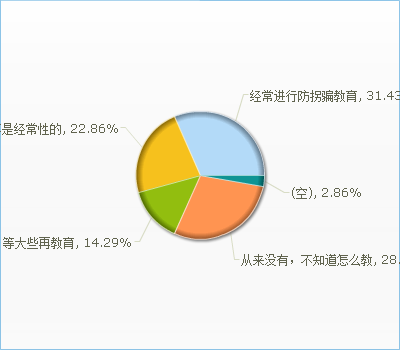 经常进行防拐骗教育, 31.43
是经常性的, 22.86%
(空), 2.86%
等大些再教育, 14.29%
从来没有，不知道怎么教, 28.